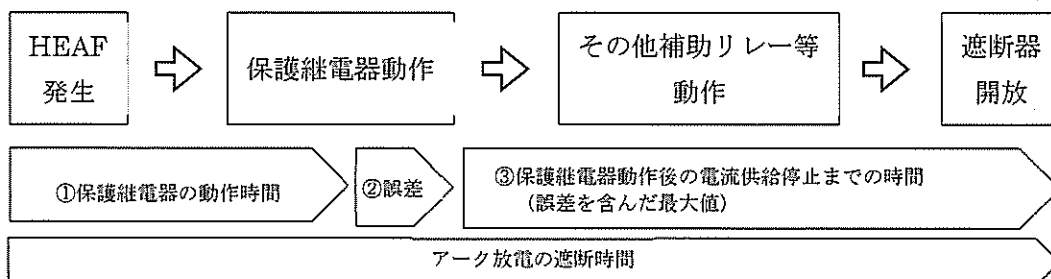 HEAF
発生
保護継電器動作
その他補助リレー等
動作
遮断器
開放
①保護継電器の動作時間
②誤差
③保護継電器動作後の電流供給停止までの時間
（誤差を含んだ最大値）
アーク放電の遮断時間